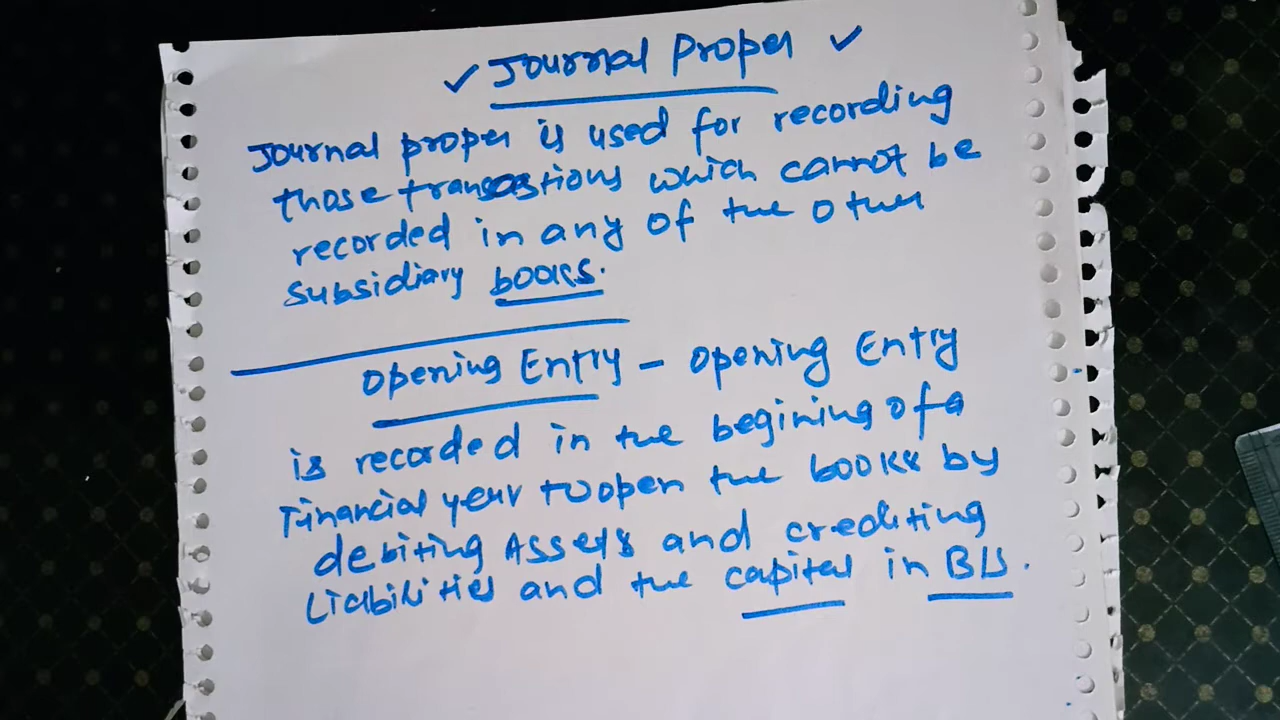 Journal Proper
Journal proper is used for recording
those transactions which cannot be
recorded in any of the other
subsidiary books.
Opening Entry - Opening Entry
is recorded in the begining of a
Financial year to open the books by
debiting Assets and crediting
Liabilities and the capital in B/S.